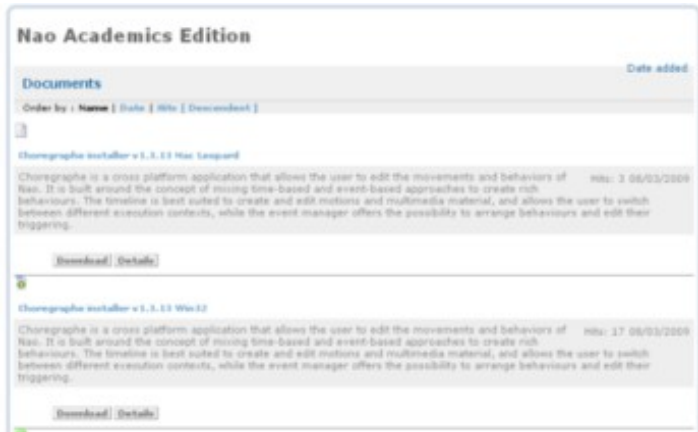 Nao Academics Edition
Date added
Documents
Order by : Name | Date | Hits [ Descendent ]
Choregraphe installer v1.3.13 Mac Leopard
Choregraphe is a cross platform application that allows the user to edit the movements and behaviors of
Hits: 3 08/03/2009
Nao. It is built around the concept of mixing time-based and event-based approaches to create rich
behaviours. The timeline is best suited to create and edit motions and multimedia material, and allows the user to switch
between different execution contexts, while the event manager offers the possibility to arrange behaviours and edit their
triggering.
Download Details
Choregraphe installer v1.3.13 Win32
Choregraphe is a cross platform application that allows the user to edit the movements and behaviors of
Hits: 17 08/03/2009
Nao. It is built around the concept of mixing time-based and event-based approaches to create rich
behaviours. The timeline is best suited to create and edit motions and multimedia material, and allows the user to switch
between different execution contexts, while the event manager offers the possibility to arrange behaviours and edit their
triggering.
Download Details